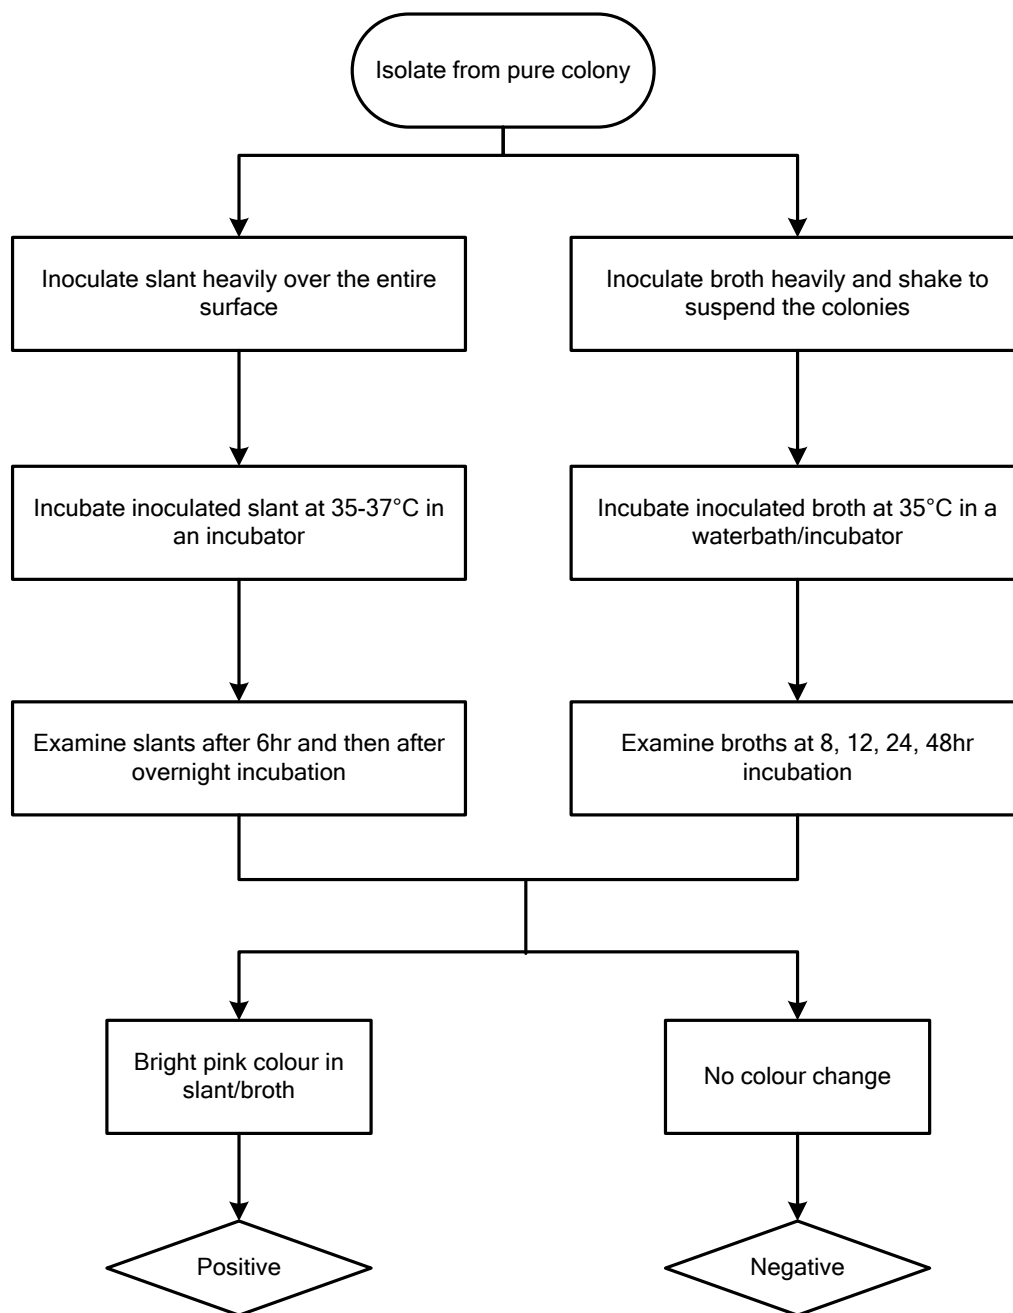 Isolate from pure colony
Inoculate slant heavily over the entire
surface
Inoculate broth heavily and shake to
suspend the colonies
Incubate inoculated slant at 35-37°C in
an incubator
Incubate inoculated broth at 35°C in a
waterbath/incubator
Examine slants after 6hr and then after
overnight incubation
Examine broths at 8, 12, 24, 48hr
incubation
Bright pink colour in
slant/broth
No colour change
Positive
Negative